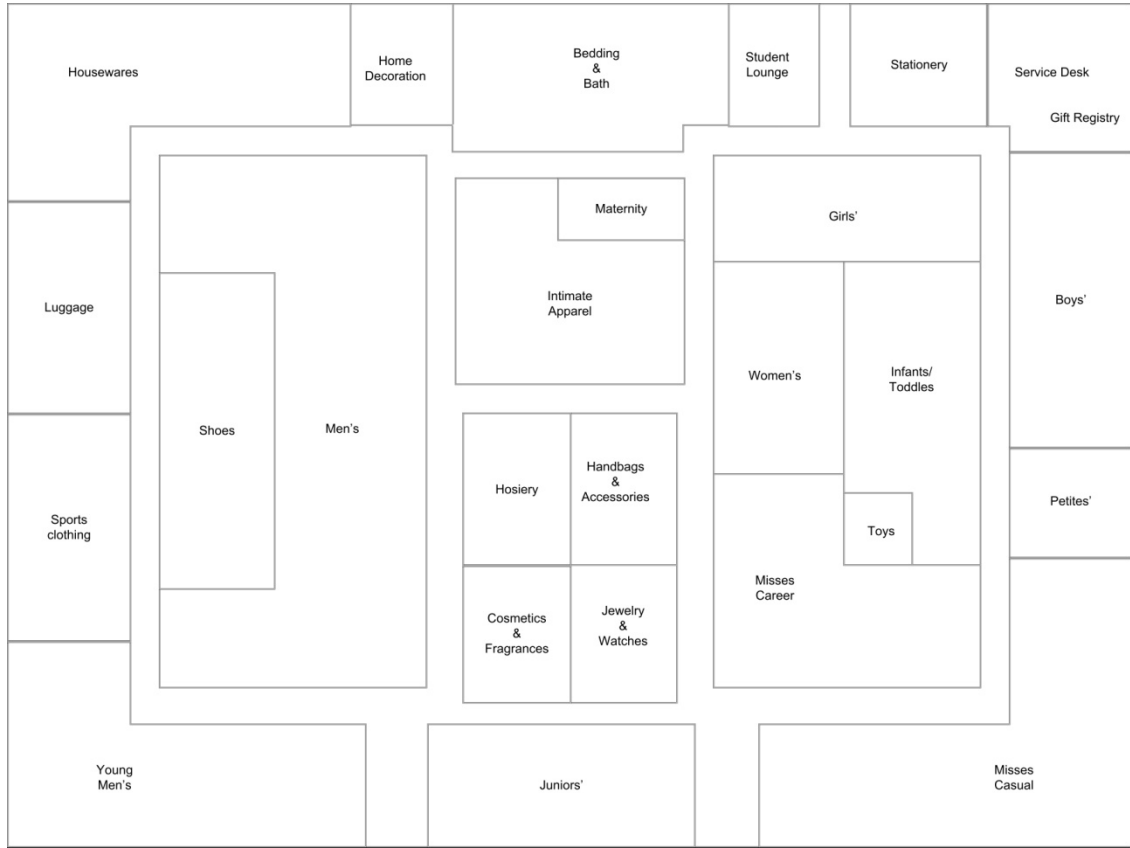 Housewares
Home
Decoration
Bedding
&
Bath
Student
Lounge
Stationery
Service Desk
Gift Registry
Maternity
Girls’
Luggage
Intimate
Apparel
Boys’
Women’s
Infants/
Toddles
Shoes
Men’s
Hosiery
Handbags
&
Accessories
Petites’
Sports
clothing
Toys
Misses
Career
Cosmetics
&
Fragrances
Jewelry
&
Watches
Young
Men’s
Juniors’
Misses
Casual